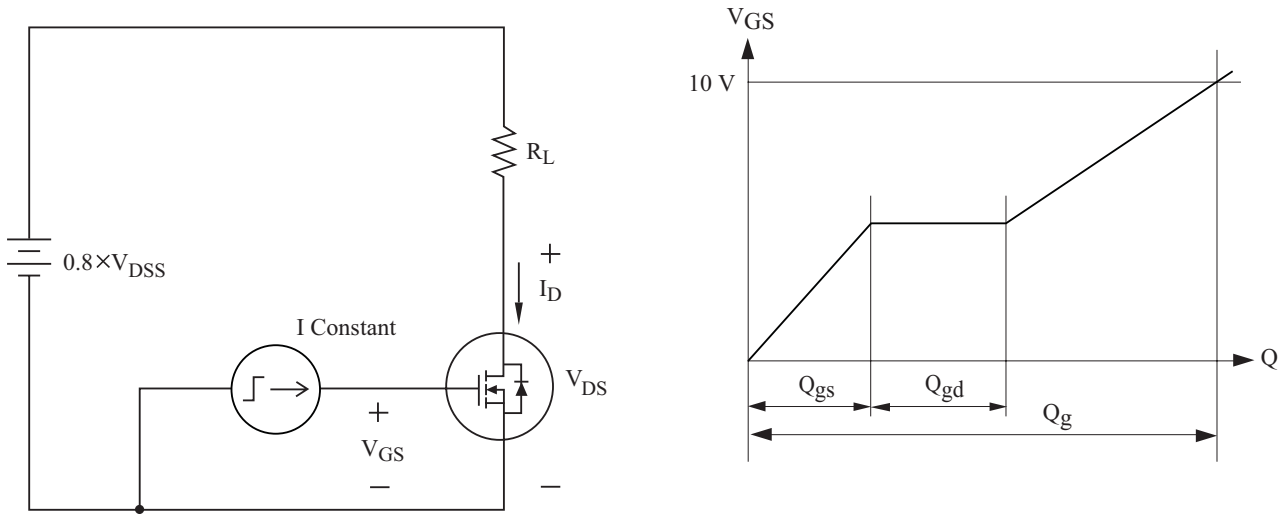 R_L
0.8×V_DSS
+
I_D
I Constant
V_DS
+
V_GS
−
−
V_GS
10 V
Q
Q_gs
Q_gd
Q_g